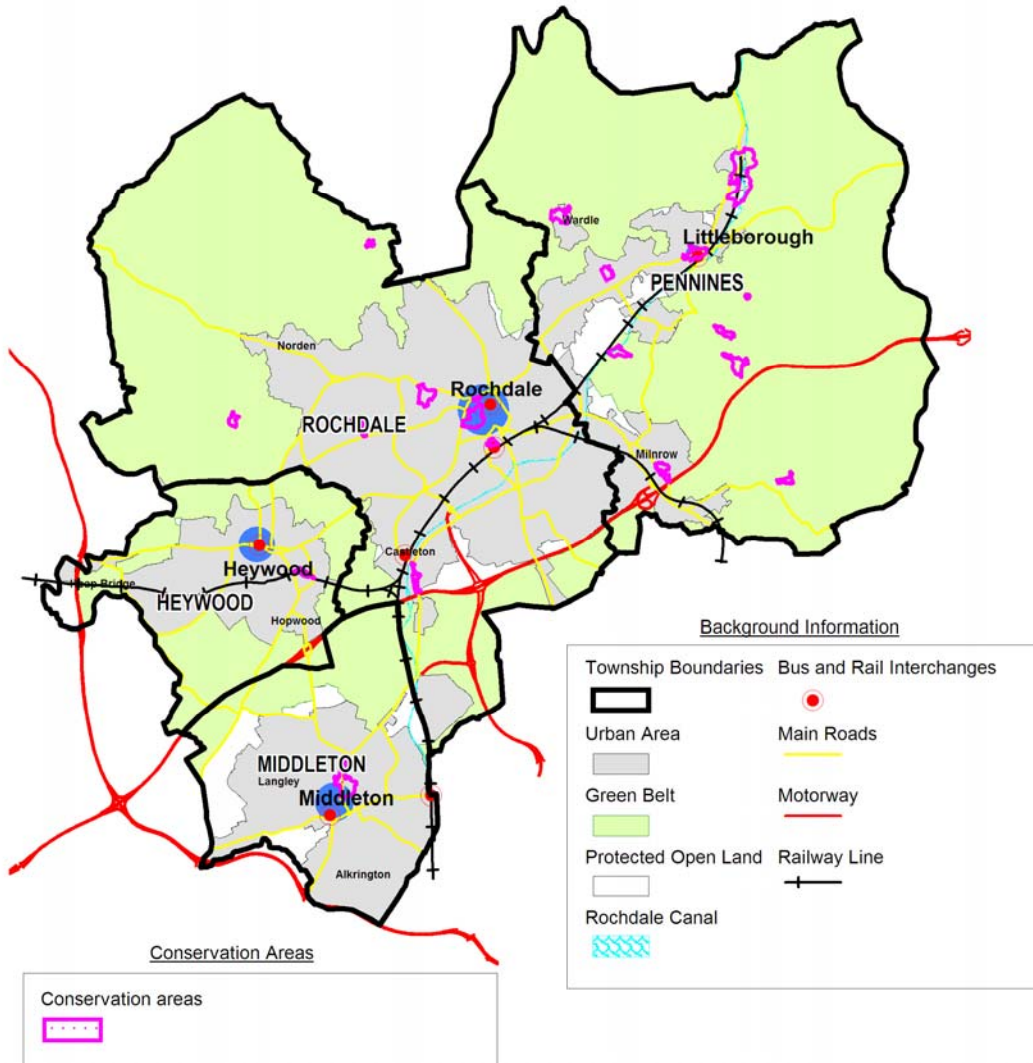 Wardle
Littleborough
PENNINES
Norden
Rochdale
ROCHDALE
Milnrow
Castleton
Heywood
HEYWOOD
Hopwood
MIDDLETON
Langley
Middleton
Alkrington
Background Information
Township Boundaries Bus and Rail Interchanges
Urban Area Main Roads
Green Belt Motorway
Protected Open Land Railway Line
Rochdale Canal
Conservation Areas
Conservation areas